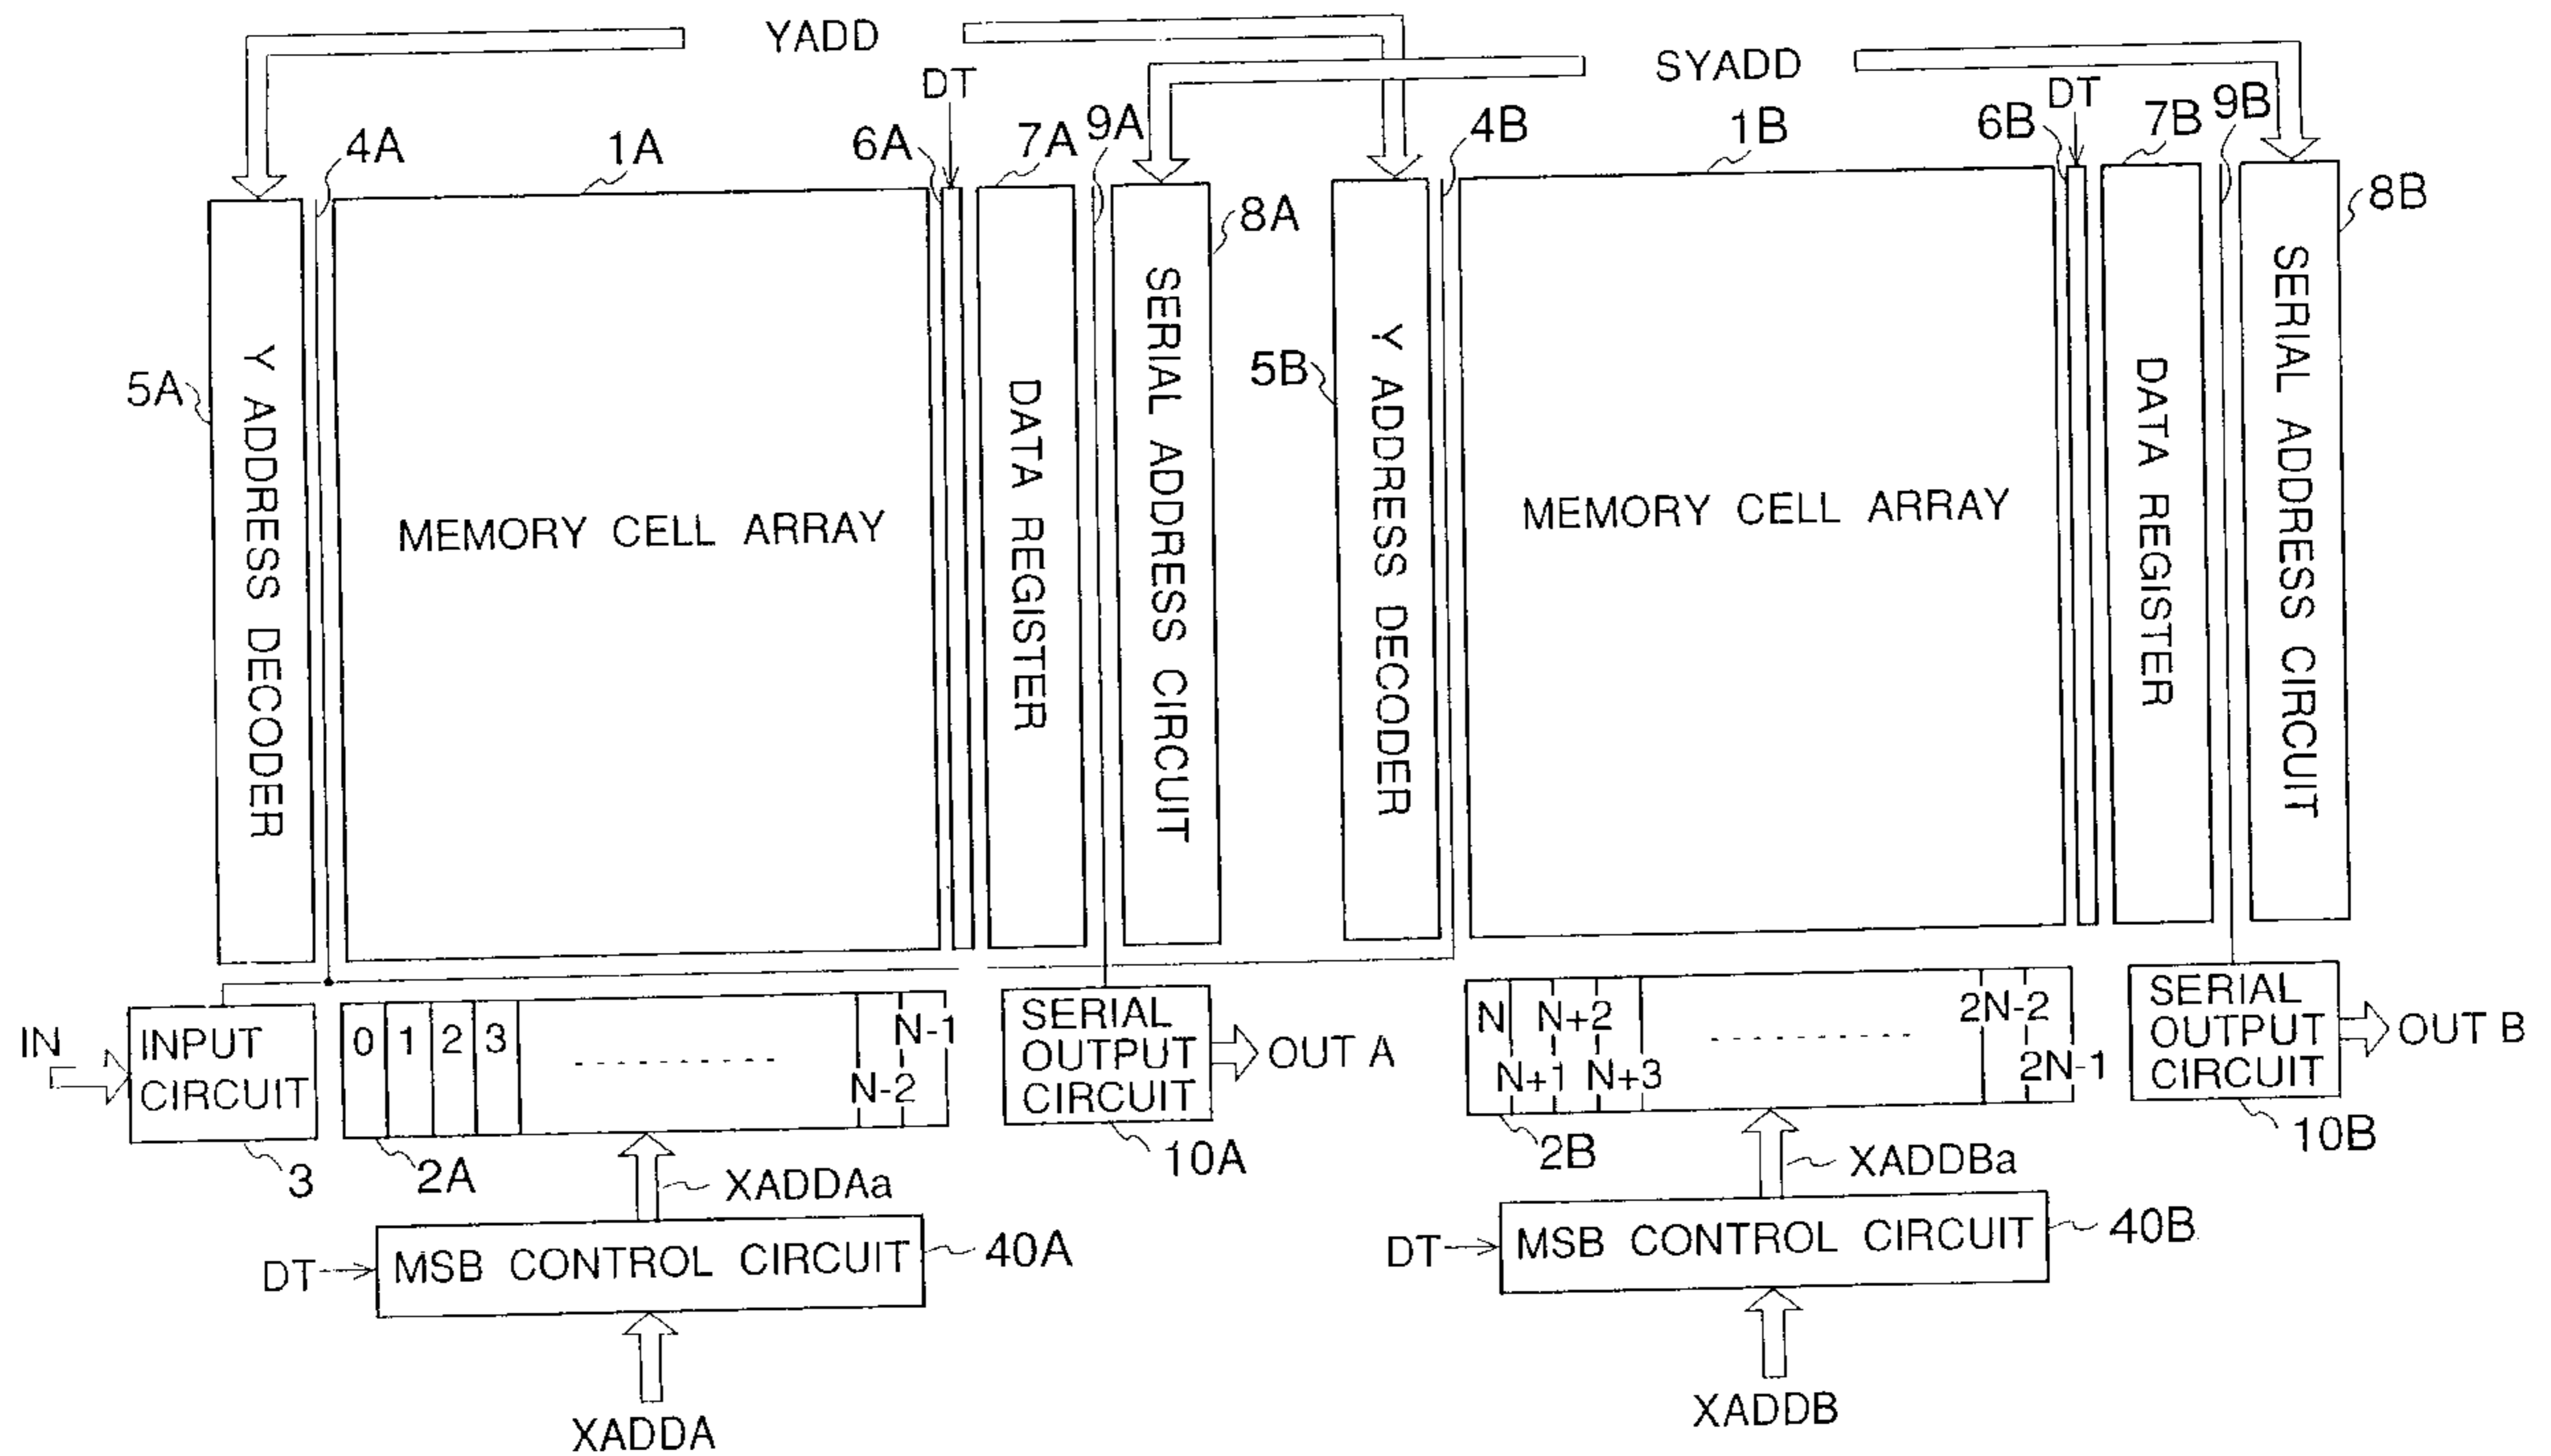 YADD
SYADD
DT
DT
4A
1A
6A
7A
9A
4B
1B
6B
7B
9B
8A
8B
5A
Y ADDRESS DECODER
MEMORY CELL ARRAY
DATA REGISTER
SERIAL ADDRESS CIRCUIT
5B
Y ADDRESS DECODER
MEMORY CELL ARRAY
DATA REGISTER
SERIAL ADDRESS CIRCUIT
IN
INPUT
CIRCUIT
3
0 1 2 3
N-2
N-1
2A
SERIAL
OUTPUT
CIRCUIT
OUT A
10A
N
N+1
N+2
N+3
2N-2
2N-1
2B
SERIAL
OUTPUT
CIRCUIT
OUT B
10B
XADDAa
XADDBa
DT
MSB CONTROL CIRCUIT
40A
DT
MSB CONTROL CIRCUIT
40B
XADDA
XADDB